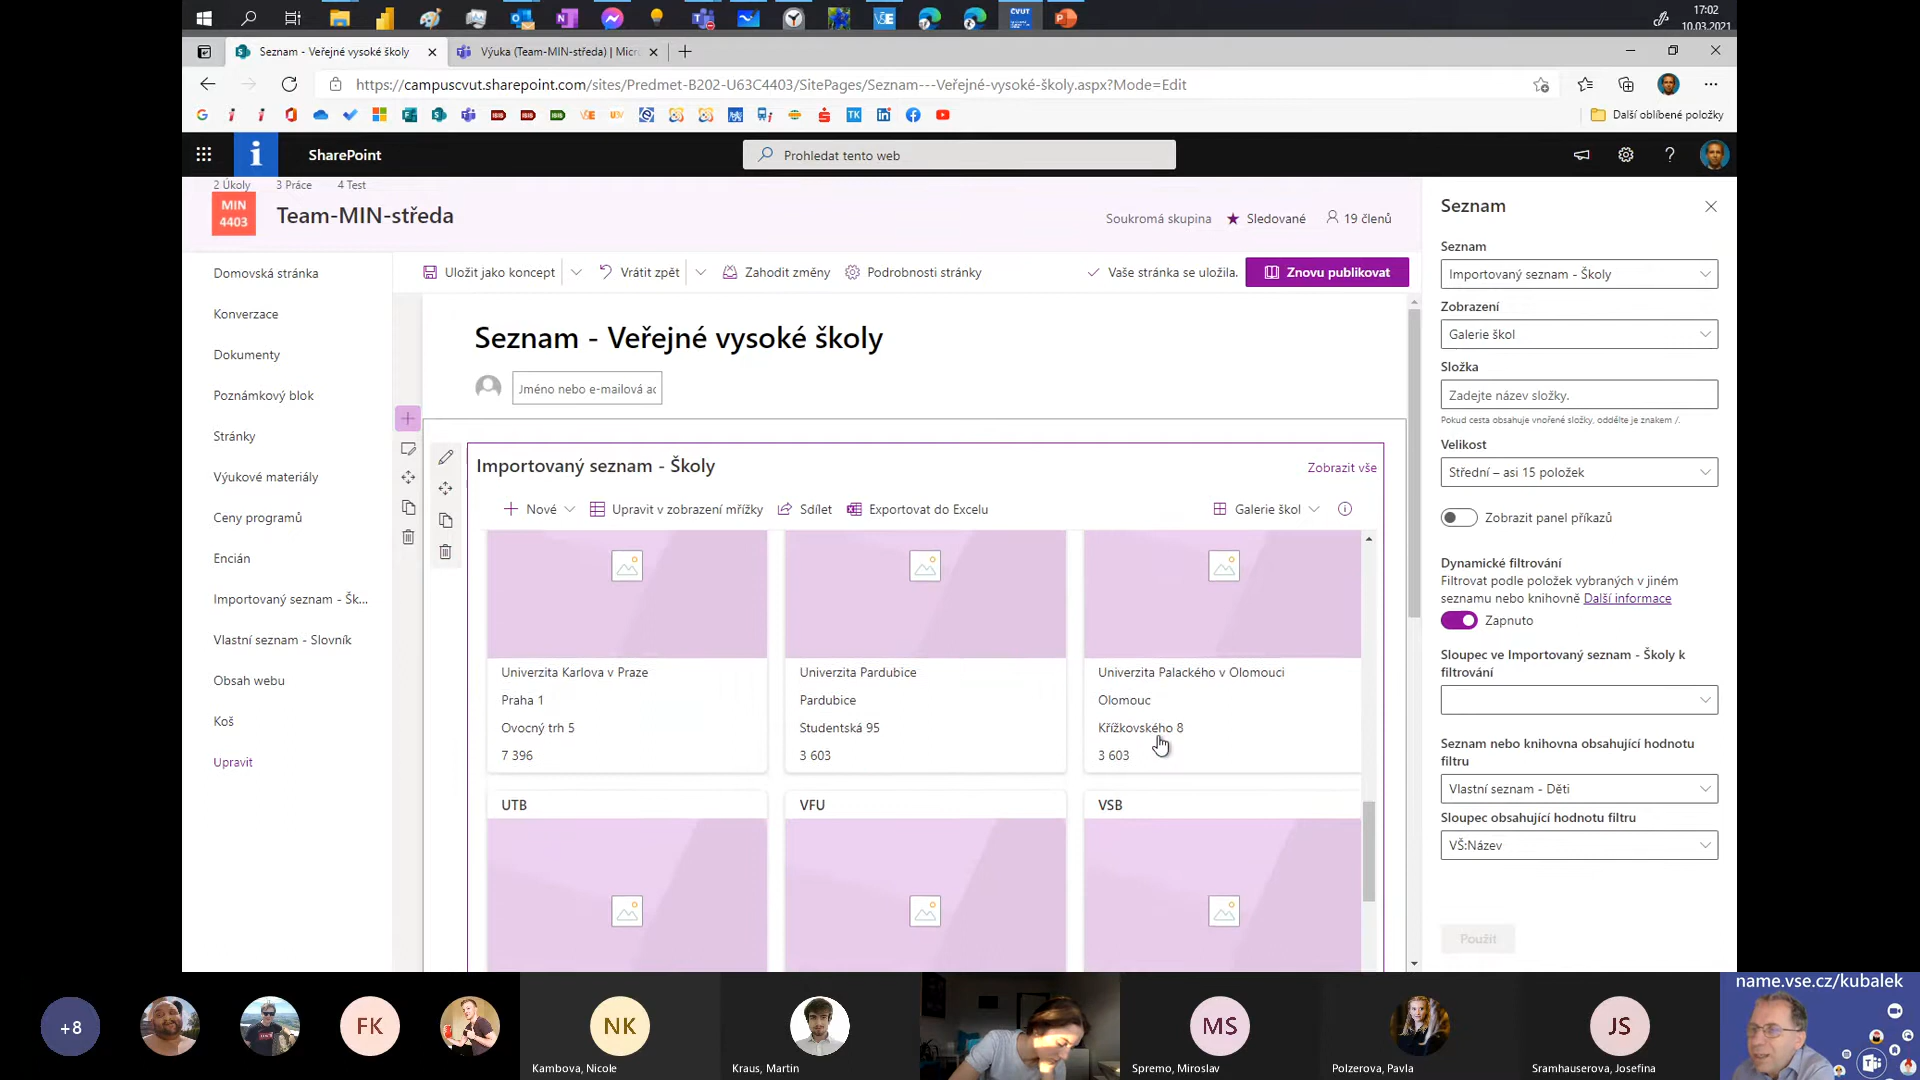 17:02
10.03.2021
Seznam - Veřejné vysoké školy
Výuka (Team-MIN-středa) | Micro
https://campuscvut.sharepoint.com/sites/Predmet-B202-U63C4403/SitePages/Seznam---Veřejné-vysoké-školy.aspx?Mode=Edit
Další oblíbené položky
SharePoint
Prohledat tento web
2 Úkoly
3 Práce
4 Test
MIN
4403
Team-MIN-středa
Soukromá skupina
Sledované
19 členů
Domovská stránka
Konverzace
Dokumenty
Poznámkový blok
Stránky
Výukové materiály
Ceny programů
Encián
Importovaný seznam - Šk...
Vlastní seznam - Slovník
Obsah webu
Koš
Upravit
Uložit jako koncept
Vrátit zpět
Zahodit změny
Podrobnosti stránky
Vaše stránka se uložila.
Znovu publikovat
Seznam - Veřejné vysoké školy
Jméno nebo e-mailová ad
Importovaný seznam - Školy
Zobrazit vše
Nové
Upravit v zobrazení mřížky
Sdílet
Exportovat do Excelu
Galerie škol
Univerzita Karlova v Praze
Praha 1
Ovocný trh 5
7 396
Univerzita Pardubice
Pardubice
Studentská 95
3 603
Univerzita Palackého v Olomouci
Olomouc
Křížkovského 8
3 603
UTB
VFU
VSB
Seznam
Seznam
Importovaný seznam - Školy
Zobrazení
Galerie škol
Složka
Zadejte název složky.
Pokud cesta obsahuje vnořené složky, oddělte je znakem /.
Velikost
Střední – asi 15 položek
Zobrazit panel příkazů
Dynamické filtrování
Filtrovat podle položek vybraných v jiném
seznamu nebo knihovně Další informace
Zapnuto
Sloupec ve Importovaný seznam - Školy k
filtrování
Seznam nebo knihovna obsahující hodnotu
filtru
Vlastní seznam - Děti
Sloupec obsahující hodnotu filtru
VŠ:Název
Použít
+8
FK
NK
Kambova, Nicole
Kraus, Martin
MS
Spremo, Miroslav
Polzerova, Pavla
JS
Sramhauserova, Josefina
name.vse.cz/kubalek